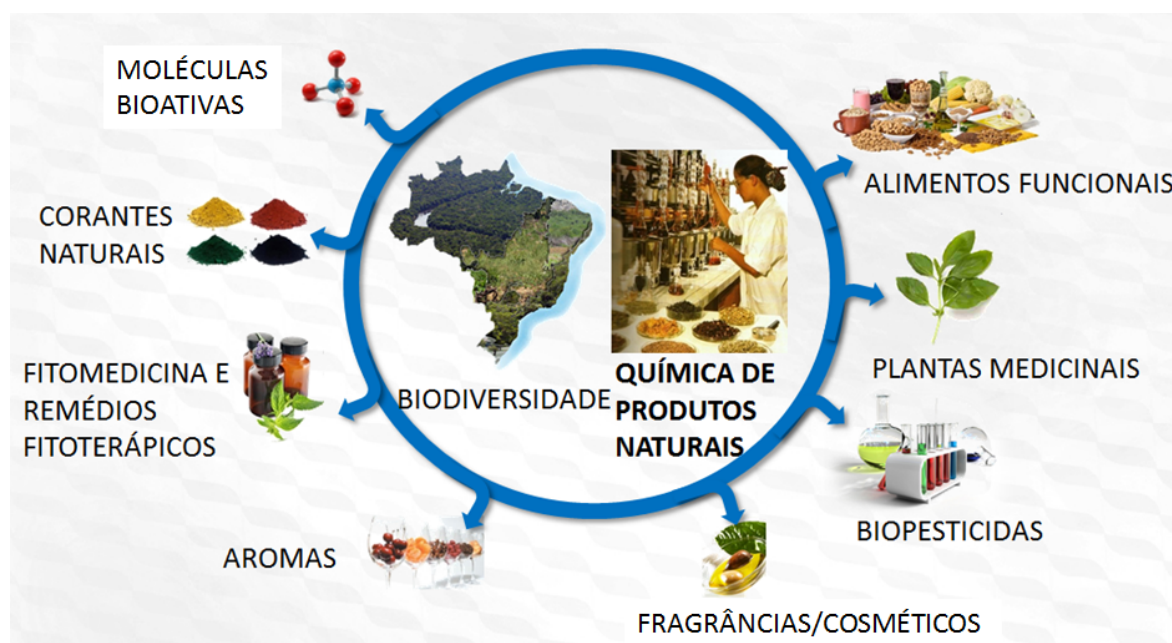 MOLÉCULAS
BIOATIVAS
CORANTES
NATURAIS
FITOMEDICINA E
REMÉDIOS
FITOTERÁPICOS
AROMAS
BIODIVERSIDADE
QUÍMICA DE
PRODUTOS
NATURAIS
ALIMENTOS FUNCIONAIS
PLANTAS MEDICINAIS
BIOPESTICIDAS
FRAGRÂNCIAS/COSMÉTICOS